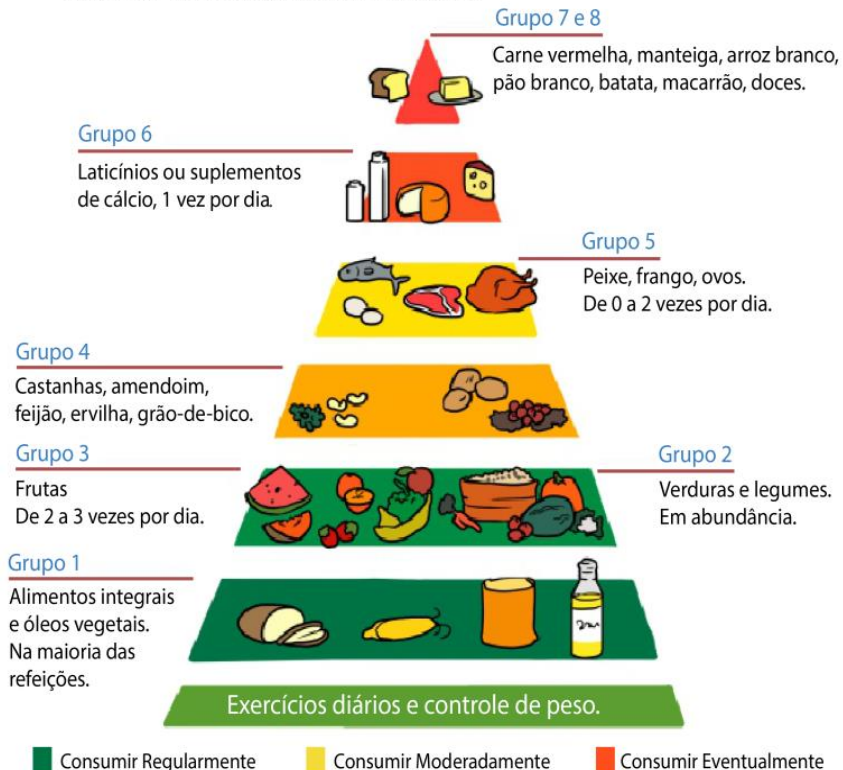 Grupo 7 e 8
Carne vermelha, manteiga, arroz branco,
pão branco, batata, macarrão, doces.
Grupo 6
Laticínios ou suplementos
de cálcio, 1 vez por dia.
Grupo 5
Peixe, frango, ovos.
De 0 a 2 vezes por dia.
Grupo 4
Castanhas, amendoim,
feijão, ervilha, grão-de-bico.
Grupo 3
Frutas
De 2 a 3 vezes por dia.
Grupo 2
Verduras e legumes.
Em abundância.
Grupo 1
Alimentos integrais
e óleos vegetais.
Na maioria das
refeições.
Exercícios diários e controle de peso.
Consumir Regularmente
Consumir Moderadamente
Consumir Eventualmente